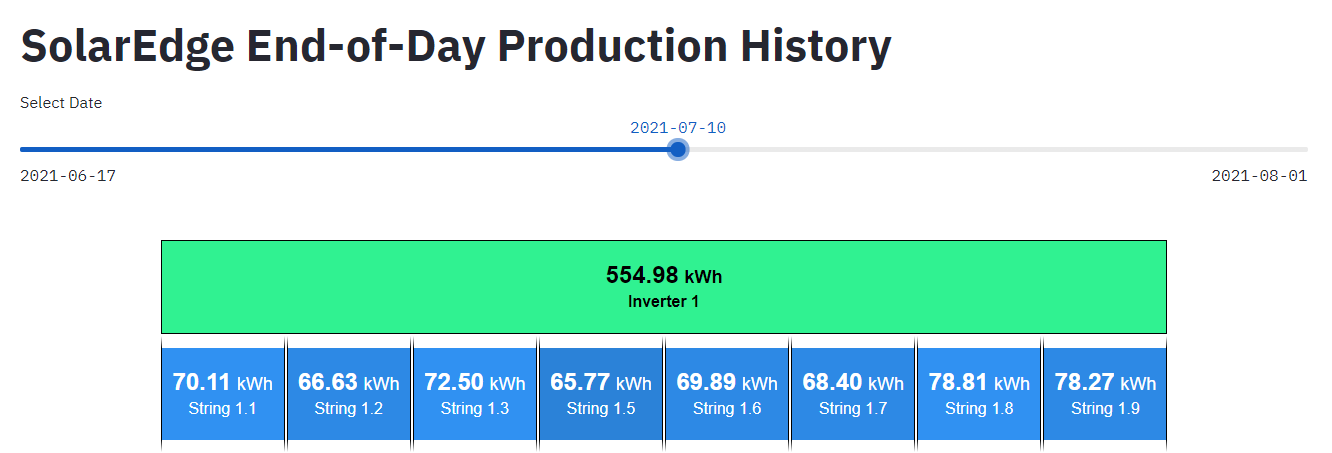 SolarEdge End-of-Day Production History
Select Date
2021-07-10
2021-06-17 2021-08-01
554.98 kWh
Inverter 1
70.11 kWh 66.63 kWh 72.50 kWh 65.77 kWh 69.89 kWh 68.40 kWh 78.81 kWh 78.27 kWh
String 1.1 String 1.2 String 1.3 String 1.5 String 1.6 String 1.7 String 1.8 String 1.9